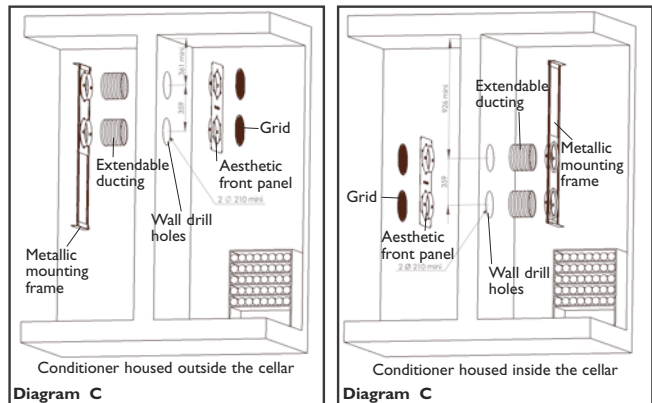 361 mini
359
Grid
Extendable
ducting
Aesthetic
front panel
2 Ø 210 mini
Wall drill
holes
Metallic
mounting
frame
Conditioner housed outside the cellar
Diagram C
926 mini
Extendable
ducting
Metallic
mounting
frame
359
Grid
Aesthetic
front panel
2 Ø 210 mini
Wall drill
holes
Conditioner housed inside the cellar
Diagram C